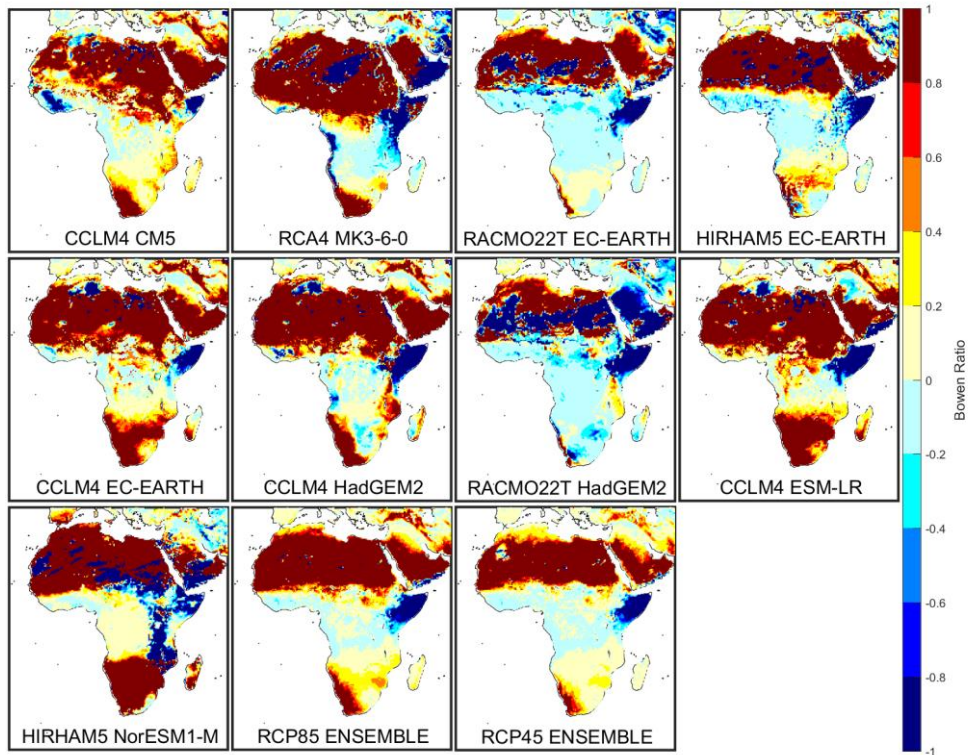 CCLM4 CM5
RCA4 MK3-6-0
RACMO22T EC-EARTH
HIRHAM5 EC-EARTH
CCLM4 EC-EARTH
CCLM4 HadGEM2
RACMO22T HadGEM2
CCLM4 ESM-LR
HIRHAM5 NorESM1-M
RCP85 ENSEMBLE
RCP45 ENSEMBLE
1
0.8
0.6
0.4
0.2
0
-0.2
-0.4
-0.6
-0.8
-1
Bowen Ratio